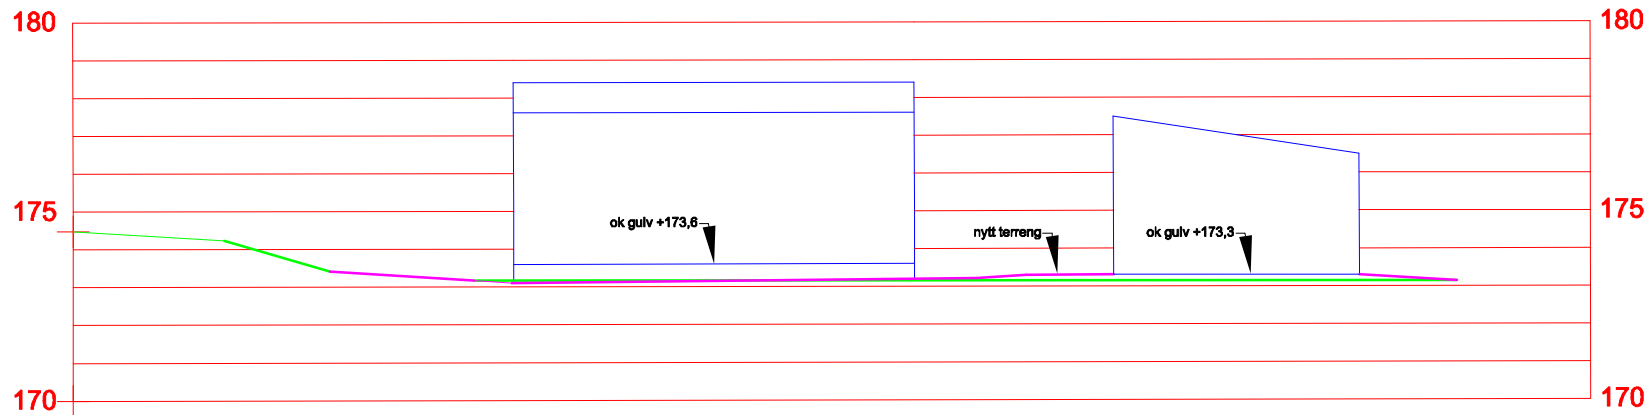 180 180
ok gulv +173,6
175 175
nytt terreng
ok gulv +173,3
170 170